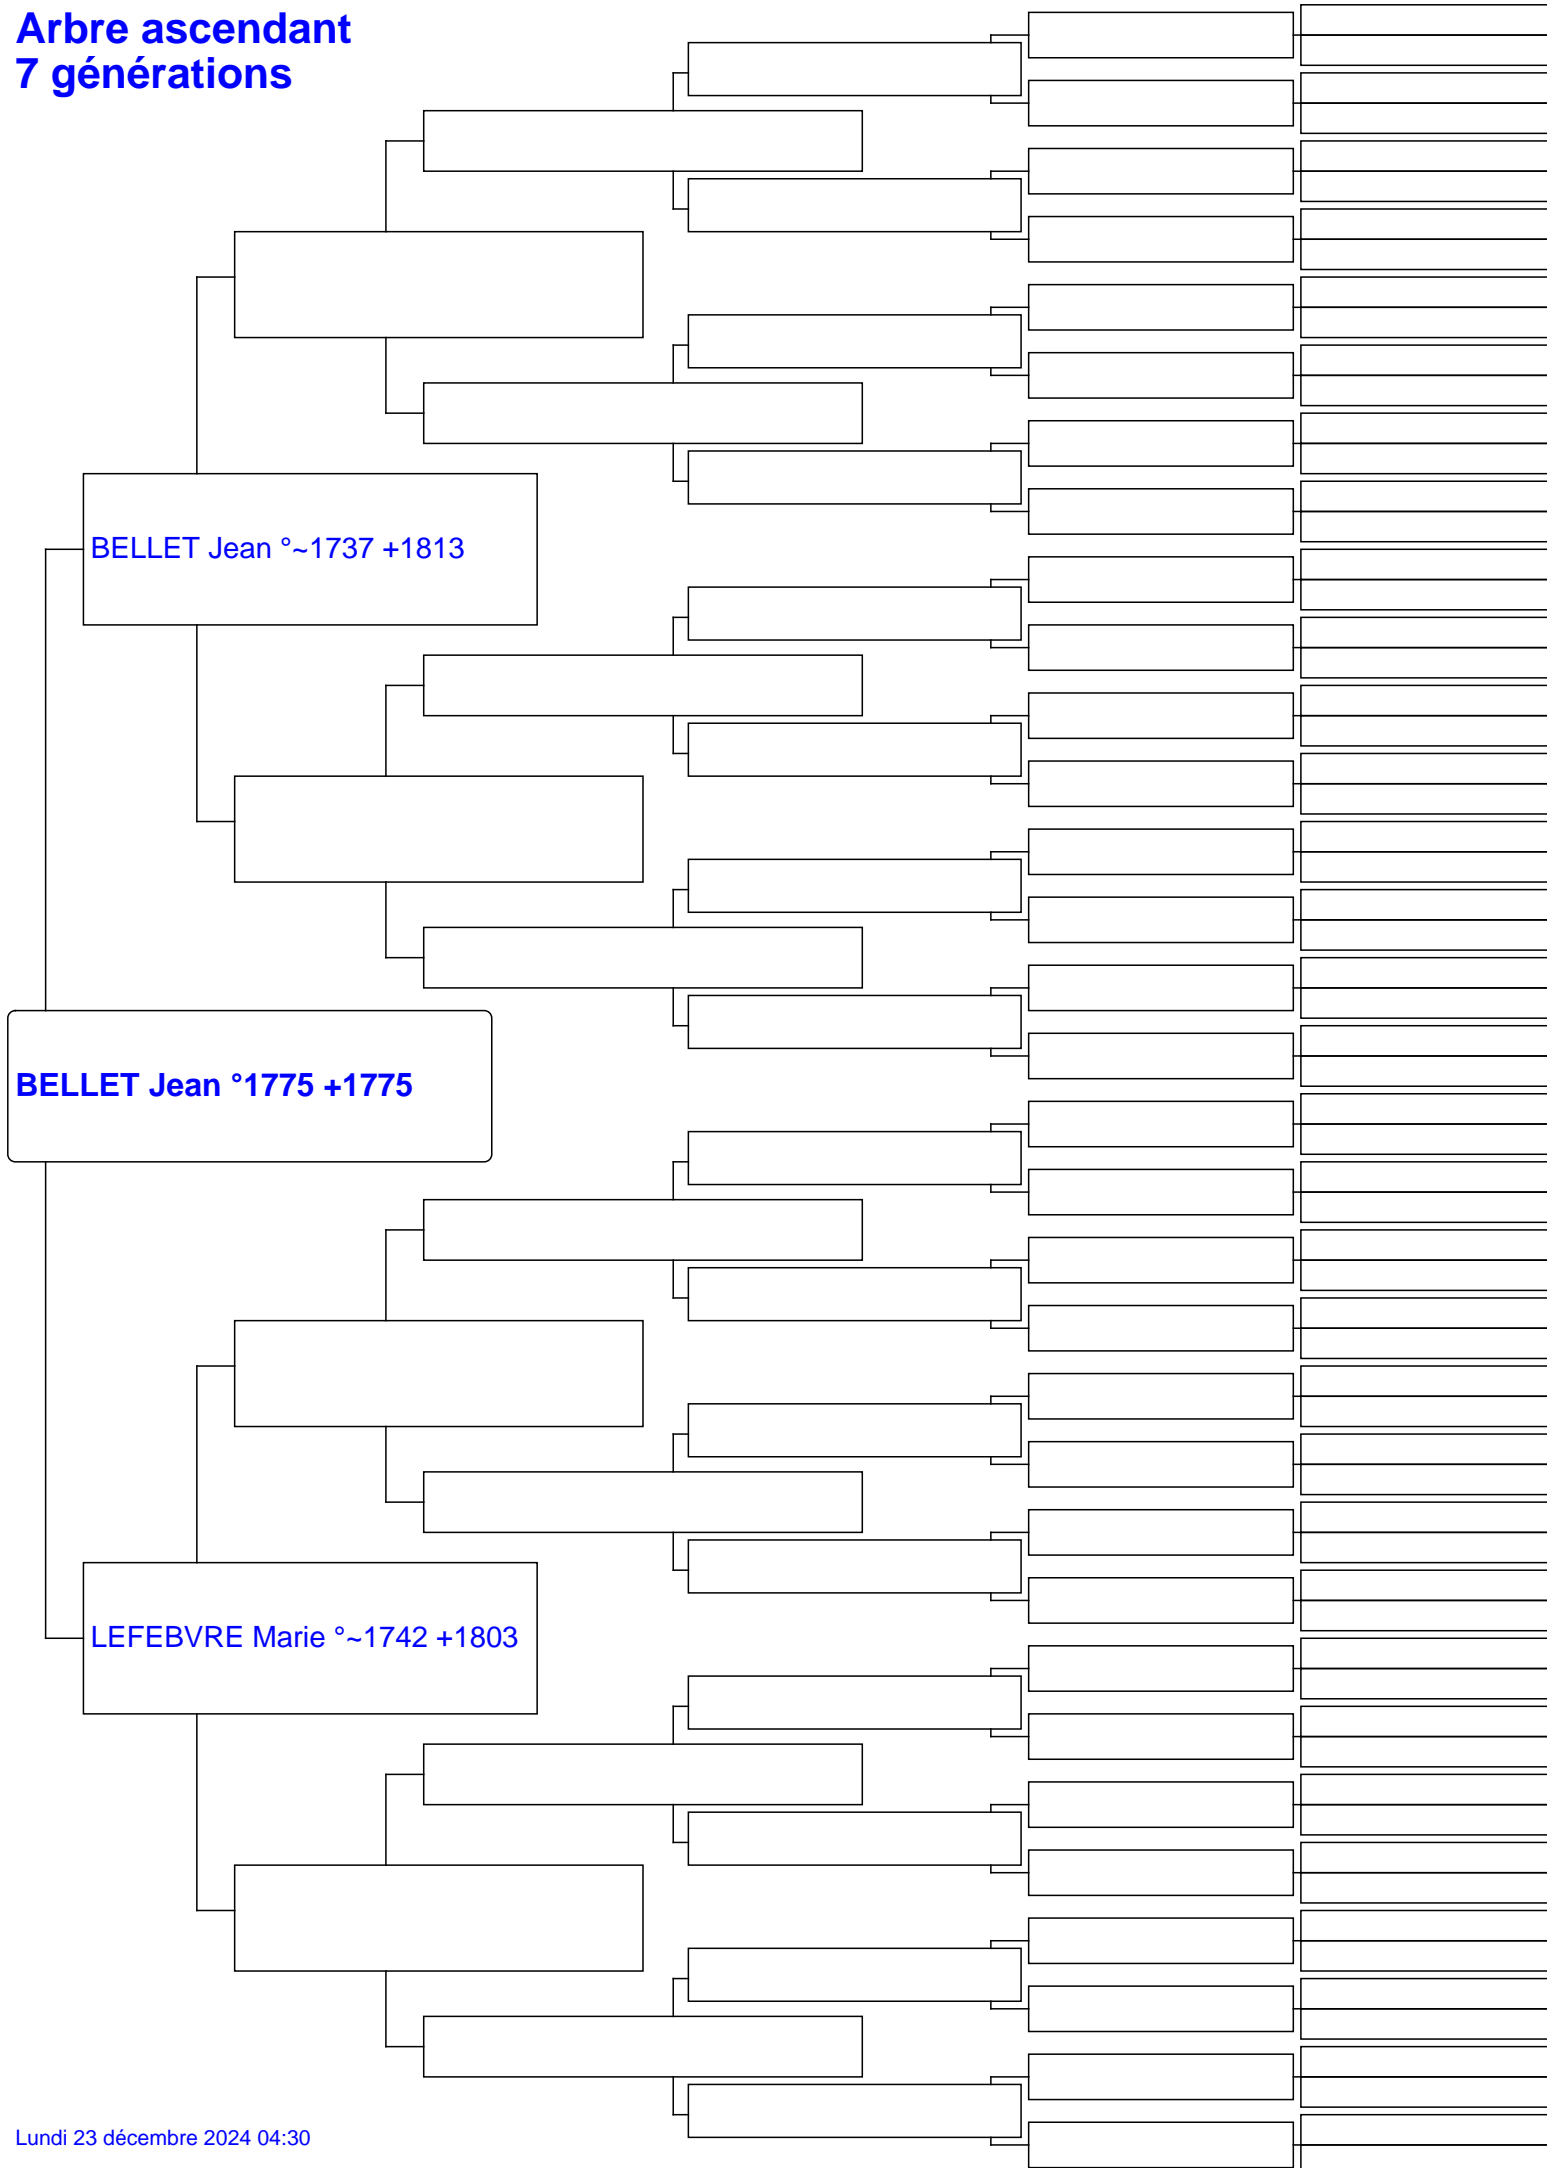 Arbre ascendant
7 générations
BELLET Jean °~1737 +1813
BELLET Jean °1775 +1775
LEFEBVRE Marie °~1742 +1803
Lundi 23 décembre 2024 04:30